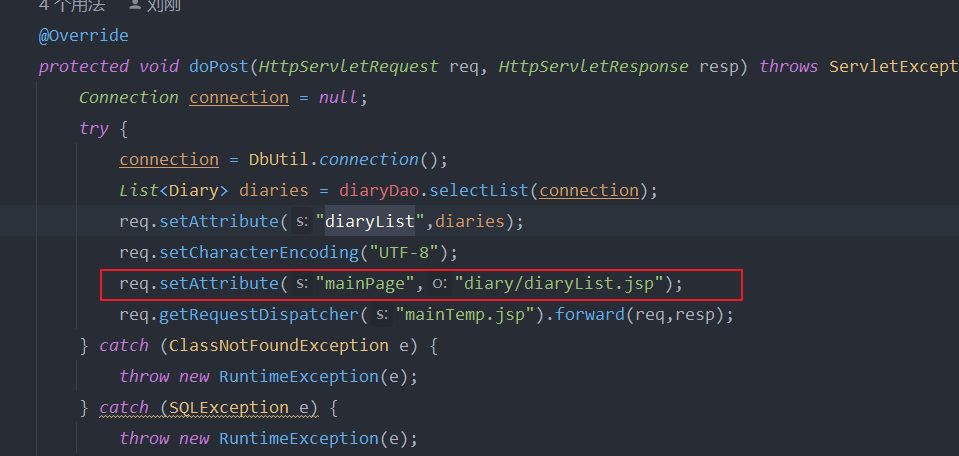 4 个用法 刘刚
@Override
protected void doPost(HttpServletRequest req, HttpServletResponse resp) throws ServletExcept
Connection connection = null;
try {
connection = DbUtil.connection();
List<Diary> diaries = diaryDao.selectList(connection);
req.setAttribute( s: "diaryList",diaries);
req.setCharacterEncoding("UTF-8");
req.setAttribute( s: "mainPage", o: "diary/diaryList.jsp");
req.getRequestDispatcher( s: "mainTemp.jsp").forward(req,resp);
} catch (ClassNotFoundException e) {
throw new RuntimeException(e);
} catch (SQLException e) {
throw new RuntimeException(e);